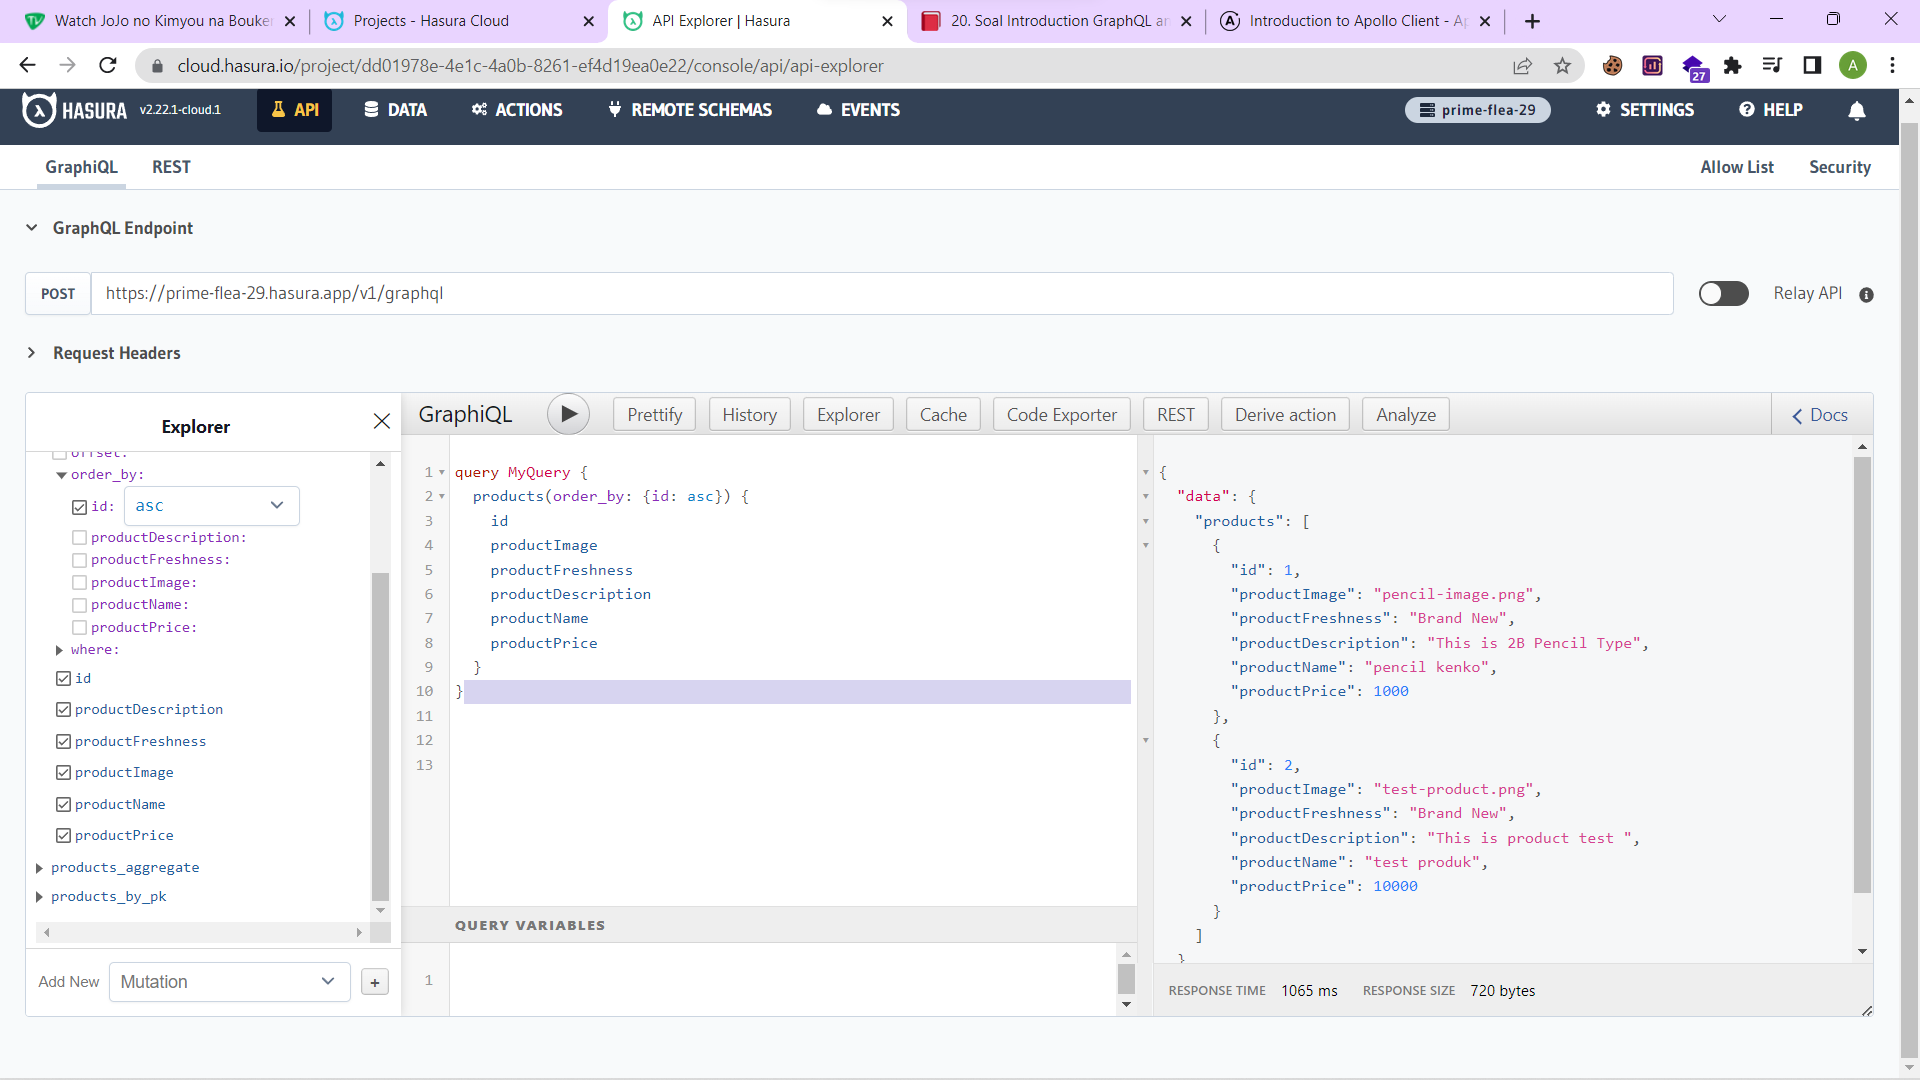 Watch JoJo no Kimyou na Bouke
Projects - Hasura Cloud
API Explorer | Hasura
20. Soal Introduction GraphQL an
Introduction to Apollo Client - Ap
cloud.hasura.io/project/dd01978e-4e1c-4a0b-8261-ef4d19ea0e22/console/api/api-explorer
27
A
HASURA v2.22.1-cloud.1 API DATA ACTIONS REMOTE SCHEMAS EVENTS prime-flea-29 SETTINGS HELP
GraphiQL REST Allow List Security
GraphQL Endpoint
POST https://prime-flea-29.hasura.app/v1/graphql Relay API
Request Headers
Explorer
GraphiQL Prettify History Explorer Cache Code Exporter REST Derive action Analyze Docs
offset:
order_by:
id: asc
productDescription:
productFreshness:
productImage:
productName:
productPrice:
where:
id
productDescription
productFreshness
productImage
productName
productPrice
products_aggregate
products_by_pk
Add New Mutation +
1 query MyQuery {
2 products(order_by: {id: asc}) {
3 id
4 productImage
5 productFreshness
6 productDescription
7 productName
8 productPrice
9 }
10 }
11
12
13
QUERY VARIABLES
1
{
"data": {
"products": [
{
"id": 1,
"productImage": "pencil-image.png",
"productFreshness": "Brand New",
"productDescription": "This is 2B Pencil Type",
"productName": "pencil kenko",
"productPrice": 1000
},
{
"id": 2,
"productImage": "test-product.png",
"productFreshness": "Brand New",
"productDescription": "This is product test ",
"productName": "test produk",
"productPrice": 10000
}
]
}
RESPONSE TIME 1065 ms RESPONSE SIZE 720 bytes